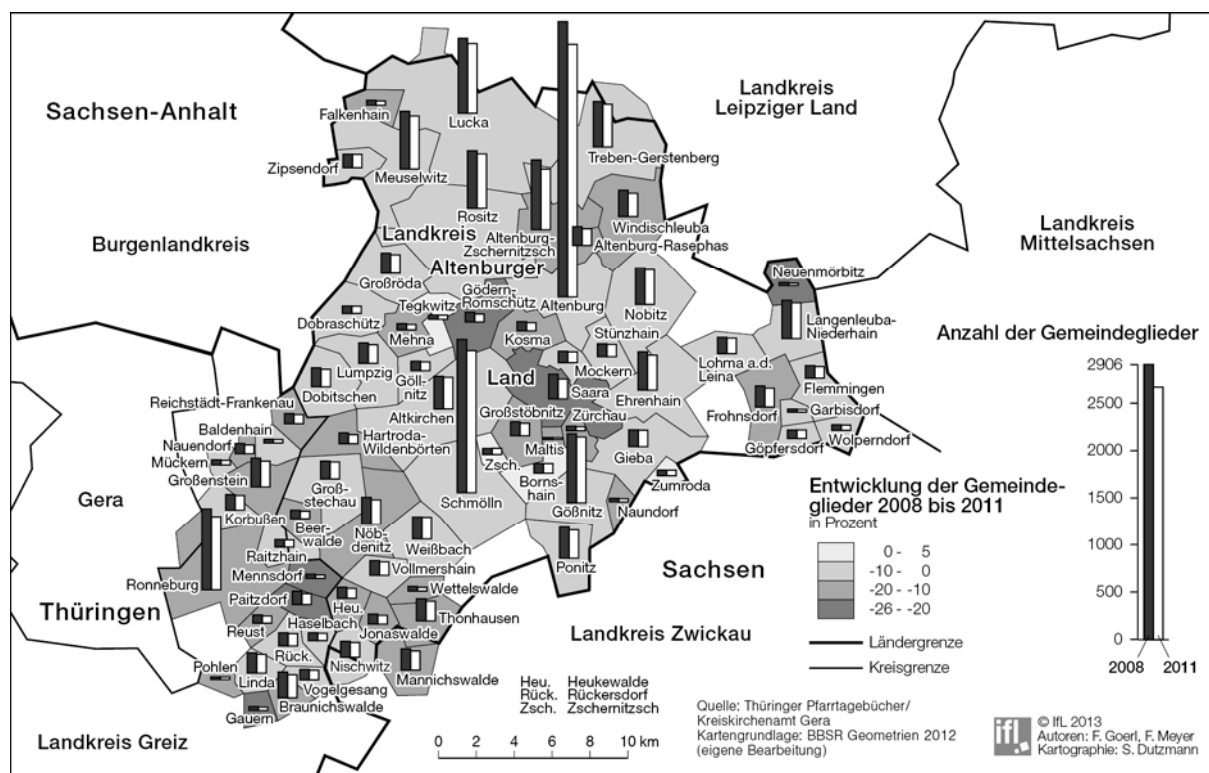 Sachsen-Anhalt
Landkreis
Leipziger Land
Falkenhain
Lucka
Zipsendorf
Meuselwitz
Treben-Gerstenberg
Rositz
Windischleuba
Landkreis
Mittelsachsen
Burgenlandkreis
Landkreis
Altenburg-
Zschernitzsch
Altenburg-Rasephas
Altenburger
Großröda
Neuenmörbitz
Gödern-
Romschütz
Tegkwitz
Altenburg
Nobitz
Dobraschütz
Mehna
Kosma
Stünzhain
Langenleuba-
Niederhain
Anzahl der Gemeindeglieder
Lumpzig
Göll-
nitz
Land
Mockern
Lohma a.d.
Leina
Flemmingen
Dobitschen
Altkirchen
Saara
Ehrenhain
Frohnsdorf
Garbisdorf
Reichstädt-Frankenau
Großstöbnitz
Zürchau
Baldenhain
Nauendorf
Hartroda-
Wildenbörten
Maltis
Gieba
Göpfersdorf
Wolperndorf
Mückern
Zsch.
Großenstein
Groß-
stechau
Schmölln
Borns-
hain
Gößnitz
Zumroda
Gera
Korbußen
Beer-
walde
Nöb-
denitz
Naundorf
Raitzhain
Weißbach
Ponitz
Sachsen
Ronneburg
Mennsdorf
Vollmershain
Thüringen
Paitzdorf
Heu.
Wettelswalde
Reust
Haselbach
Jonaswalde
Thonhausen
Landkreis Zwickau
Rück.
Nischwitz
Pohlen
Linda
Mannichswalde
Vogelgesang
Braunichswalde
Gauern
Landkreis Greiz
Heu. Heukewalde
Rück. Rückersdorf
Zsch. Zschernitzsch
0 2 4 6 8 10 km
2906
2500
2000
1500
1000
500
0
2008 2011
Entwicklung der Gemeinde-
glieder 2008 bis 2011
in Prozent
0 - 5
-10 - 0
-20 - -10
-26 - -20
Ländergrenze
Kreisgrenze
Quelle: Thüringer Pfarrtagebücher/
Kreiskirchenamt Gera
Kartengrundlage: BBSR Geometrien 2012
(eigene Bearbeitung)
ifl
© IfL 2013
Autoren: F. Goerl, F. Meyer
Kartographie: S. Dutzmann